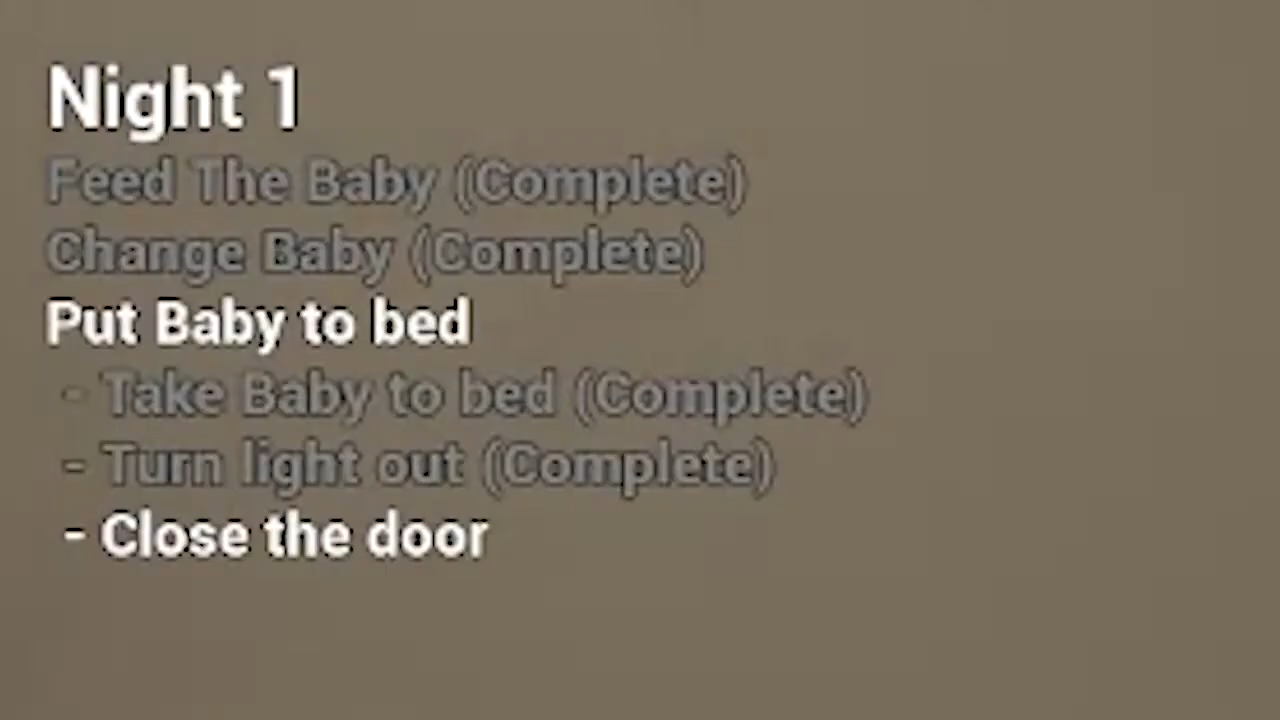 Night 1
Feed The Baby (Complete)
Change Baby (Complete)
Put Baby to bed
- Take Baby to bed (Complete)
- Turn light out (Complete)
- Close the door